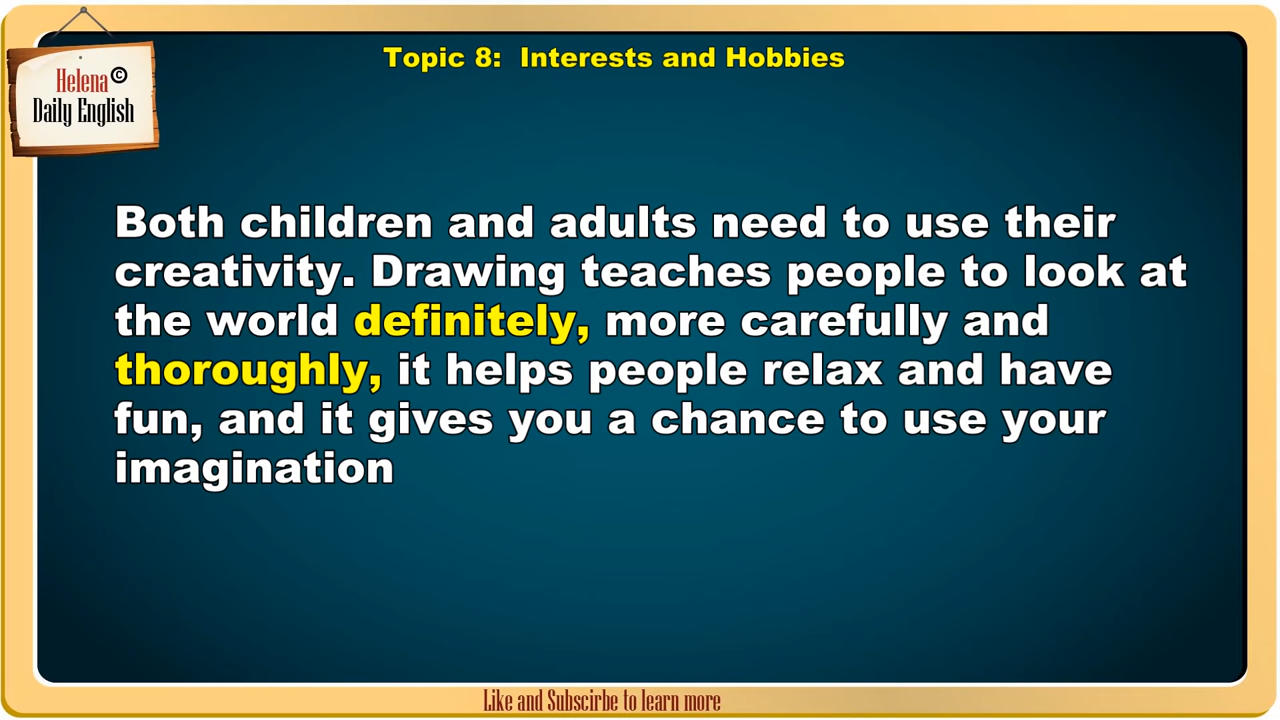 Topic 8: Interests and Hobbies
Helena©
Daily English
Both children and adults need to use their
creativity. Drawing teaches people to look at
the world definitely, more carefully and
thoroughly, it helps people relax and have
fun, and it gives you a chance to use your
imagination
Like and Subscirbe to learn more